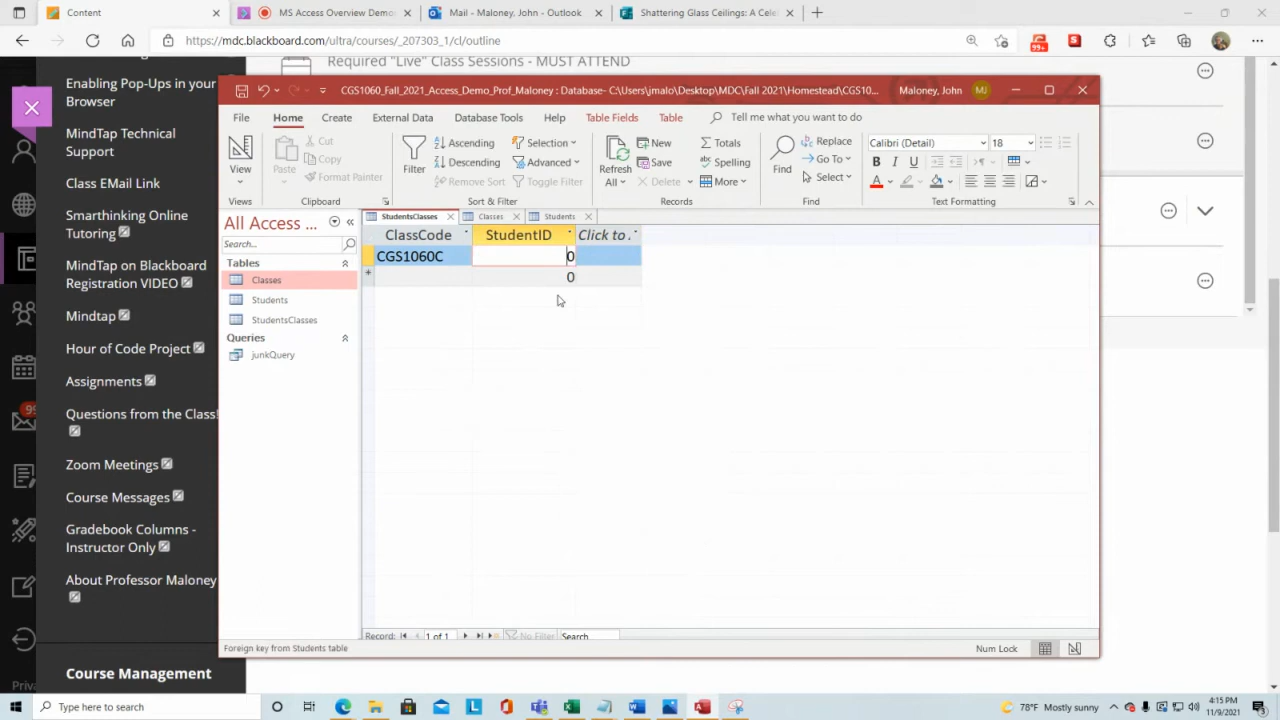 Content
MS Access Overview Demo
Mail - Maloney, John - Outlook
Shattering Glass Ceilings: A Cele
https://mdc.blackboard.com/ultra/courses/_207303_1/cl/outline
99+
Required "Live" Class Sessions - MUST ATTEND
Enabling Pop-Ups in your
Browser
MindTap Technical
Support
Class EMail Link
Smarthinking Online
Tutoring
MindTap on Blackboard
Registration VIDEO
Mindtap
Hour of Code Project
Assignments
Questions from the Class!
Zoom Meetings
Course Messages
Gradebook Columns -
Instructor Only
About Professor Maloney
Course Management
CGS1060_Fall_2021_Access_Demo_Prof_Maloney : Database- C:\Users\jmalo\Desktop\MDC\Fall 2021\Homestead\CGS10...
Maloney, John
MJ
File
Home
Create
External Data
Database Tools
Help
Table Fields
Table
Tell me what you want to do
View
Views
Paste
Cut
Copy
Format Painter
Clipboard
Filter
Ascending
Descending
Remove Sort
Selection
Advanced
Toggle Filter
Sort & Filter
Refresh
All
New
Save
Delete
Totals
Spelling
More
Records
Find
Replace
Go To
Select
Find
Calibri (Detail)
18
B I U
A
Text Formatting
All Access ...
Search...
Tables
Classes
Students
StudentsClasses
Queries
junkQuery
StudentsClasses
Classes
Students
ClassCode StudentID Click to .
CGS1060C 0
0
Record: 1 of 1 No Filter Search
Foreign key from Students table
Num Lock
Type here to search
78°F Mostly sunny
4:15 PM
11/9/2021